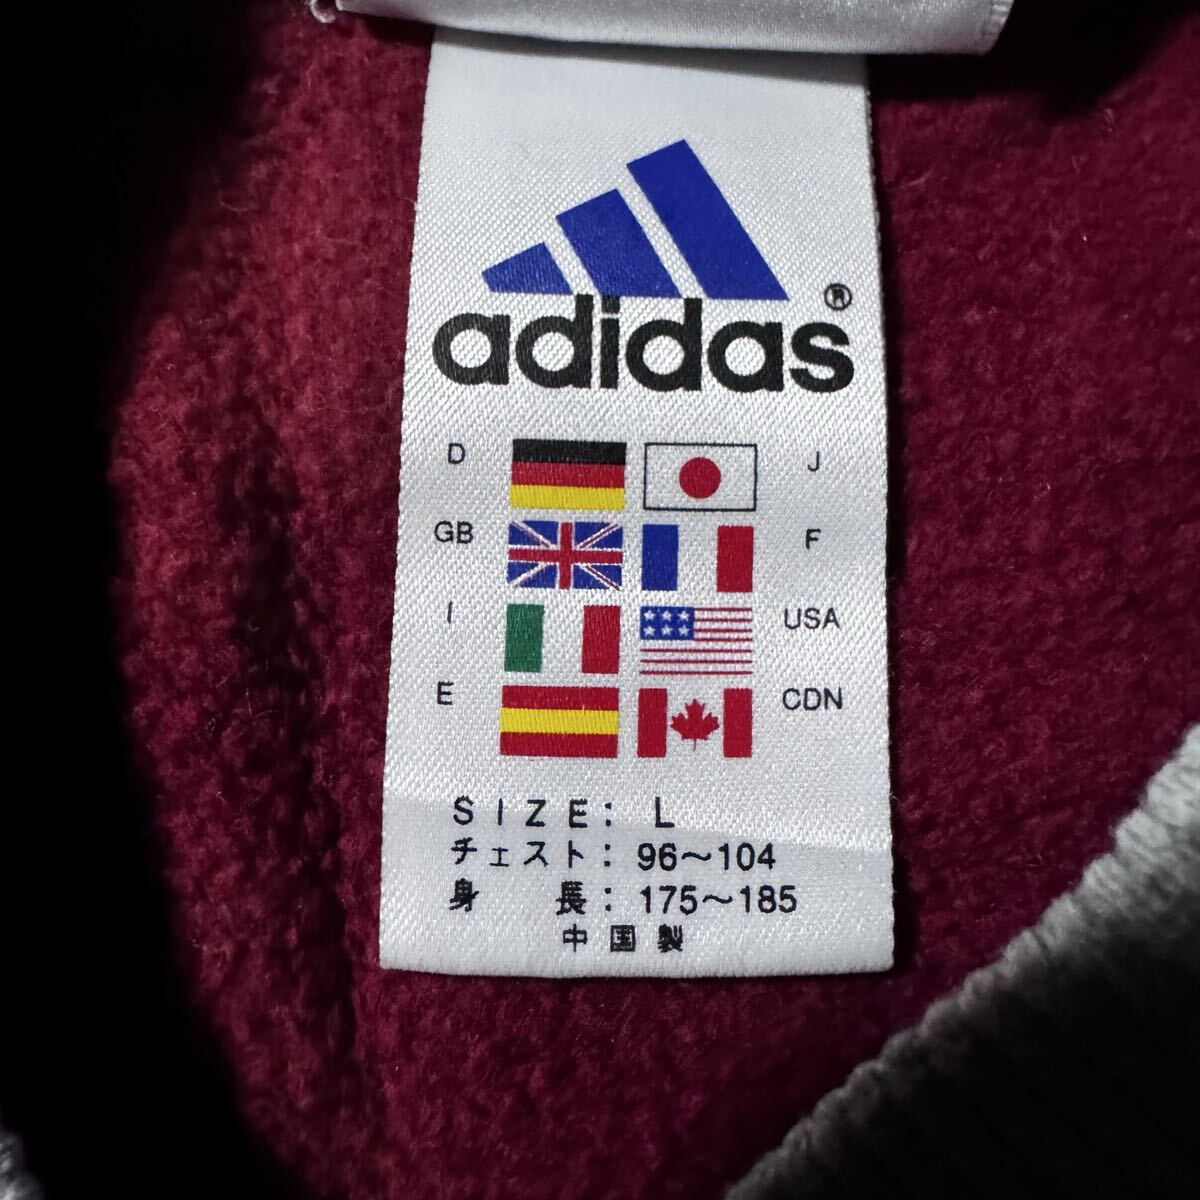 adidas®
D J
GB F
I USA
E CDN
SIZE: L
チェスト: 96〜104
身長: 175〜185
中国製